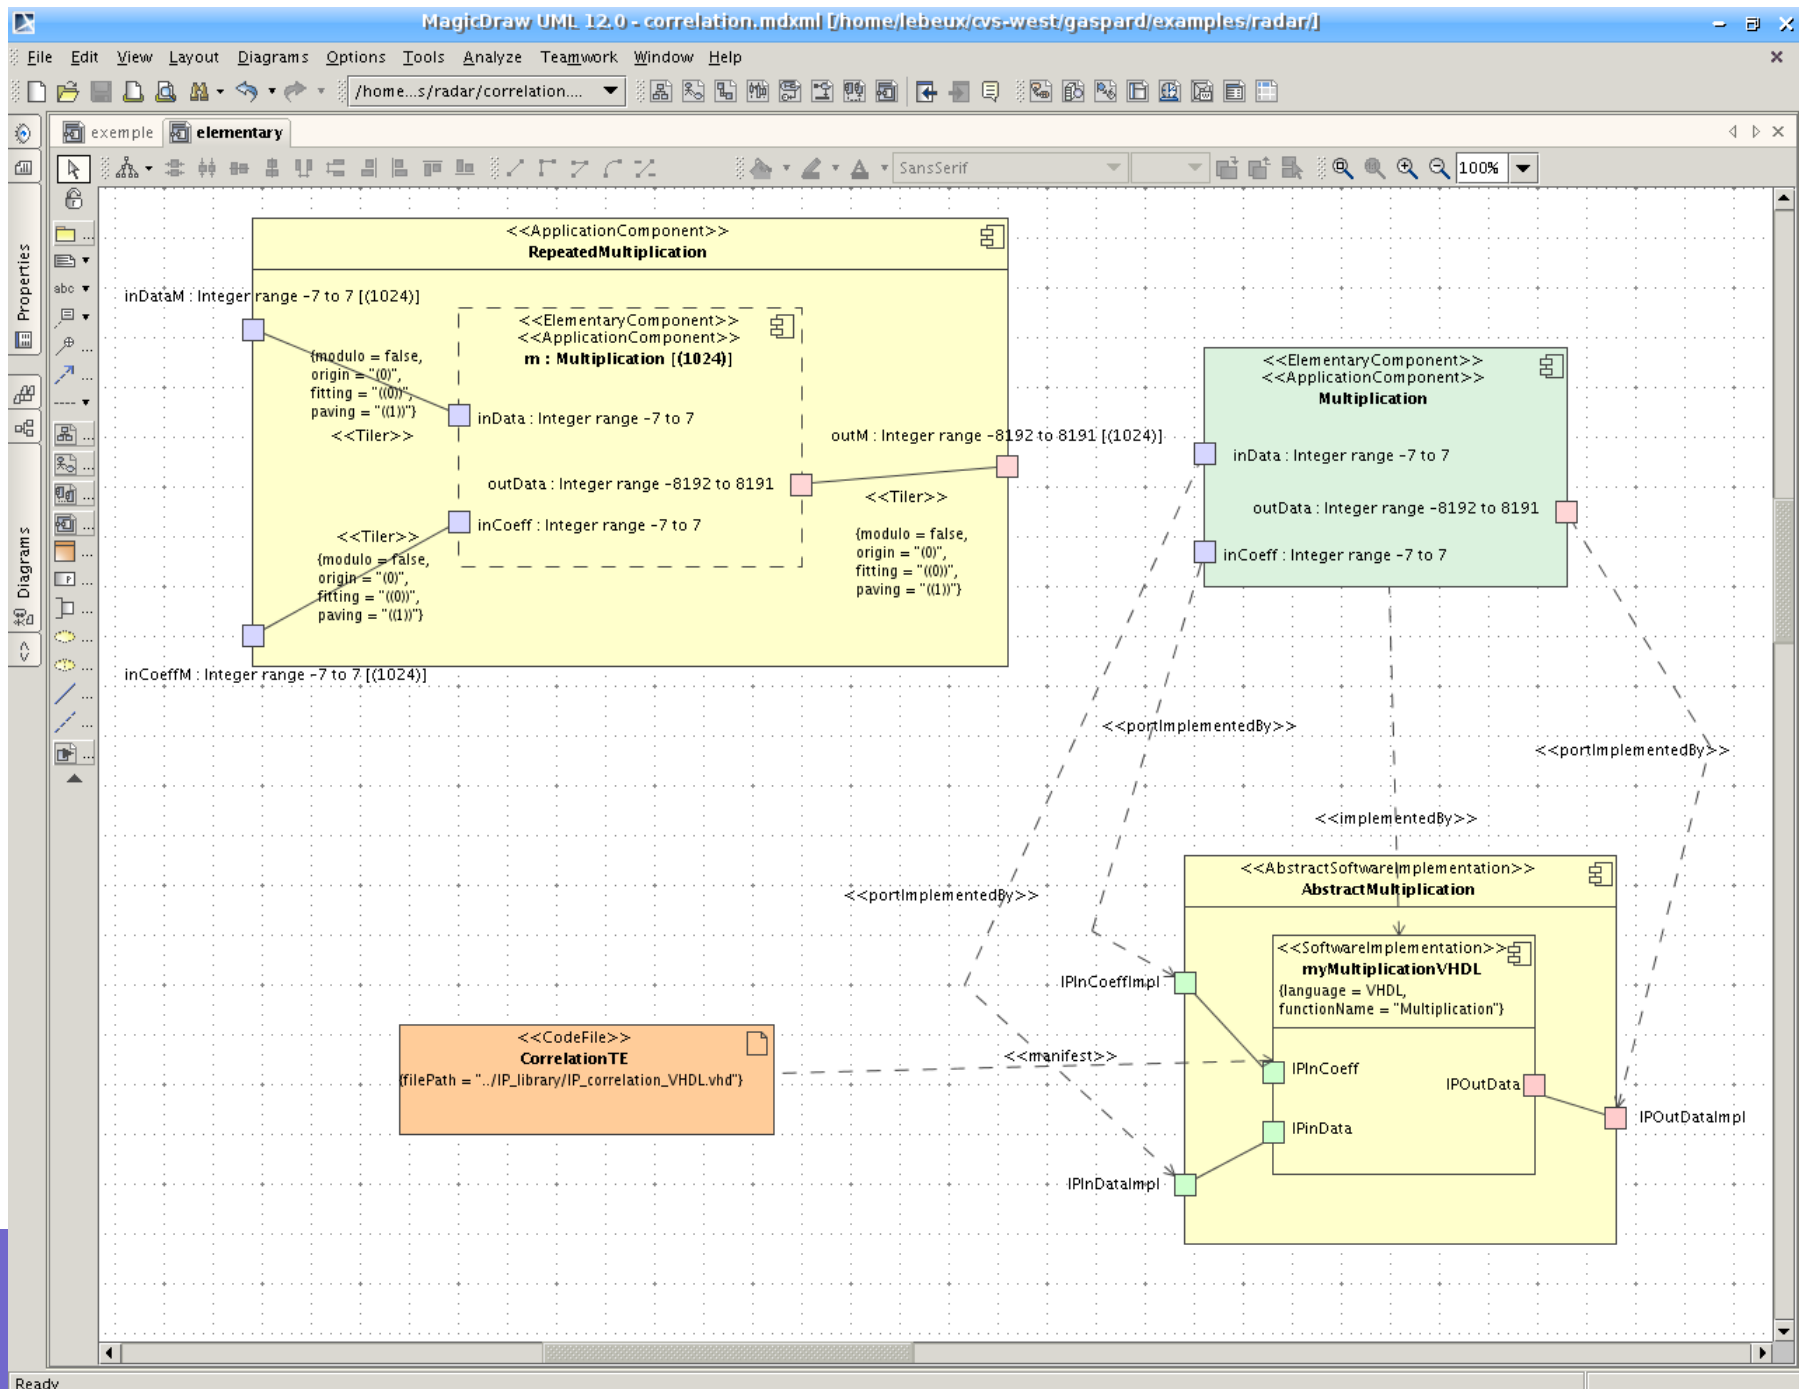 MagicDraw UML 12.0 - correlation.mdxml [/home/lebeux/cvs-west/gaspard/examples/radar/]
File Edit View Layout Diagrams Options Tools Analyze Teamwork Window Help
/home...s/radar/correlation....
exemple elementary
SansSerif 100%
Properties
Diagrams
abc
<<ApplicationComponent>>
RepeatedMultiplication
inDataM : Integer range -7 to 7 [(1024)]
<<ElementaryComponent>>
<<ApplicationComponent>>
m : Multiplication [(1024)]
{modulo = false,
origin = "(0)",
fitting = "((0))",
paving = "((1))"}
<<Tiler>>
inData : Integer range -7 to 7
outM : Integer range -8192 to 8191 [(1024)]
outData : Integer range -8192 to 8191
<<Tiler>>
{modulo = false,
origin = "(0)",
fitting = "((0))",
paving = "((1))"}
inCoeff : Integer range -7 to 7
<<Tiler>>
{modulo = false,
origin = "(0)",
fitting = "((0))",
paving = "((1))"}
inCoeffM : Integer range -7 to 7 [(1024)]
<<ElementaryComponent>>
<<ApplicationComponent>>
Multiplication
inData : Integer range -7 to 7
outData : Integer range -8192 to 8191
inCoeff : Integer range -7 to 7
<<portImplementedBy>>
<<portImplementedBy>>
<<implementedBy>>
<<portImplementedBy>>
<<AbstractSoftwareImplementation>>
AbstractMultiplication
<<SoftwareImplementation>>
myMultiplicationVHDL
{language = VHDL,
functionName = "Multiplication"}
IPInCoeffImpl
<<CodeFile>>
CorrelationTE
{filePath = "../IP_library/IP_correlation_VHDL.vhd"}
<<manifest>>
IPInCoeff
IPOutData
IPOutDataImpl
IPinData
IPInDataImpl
Ready